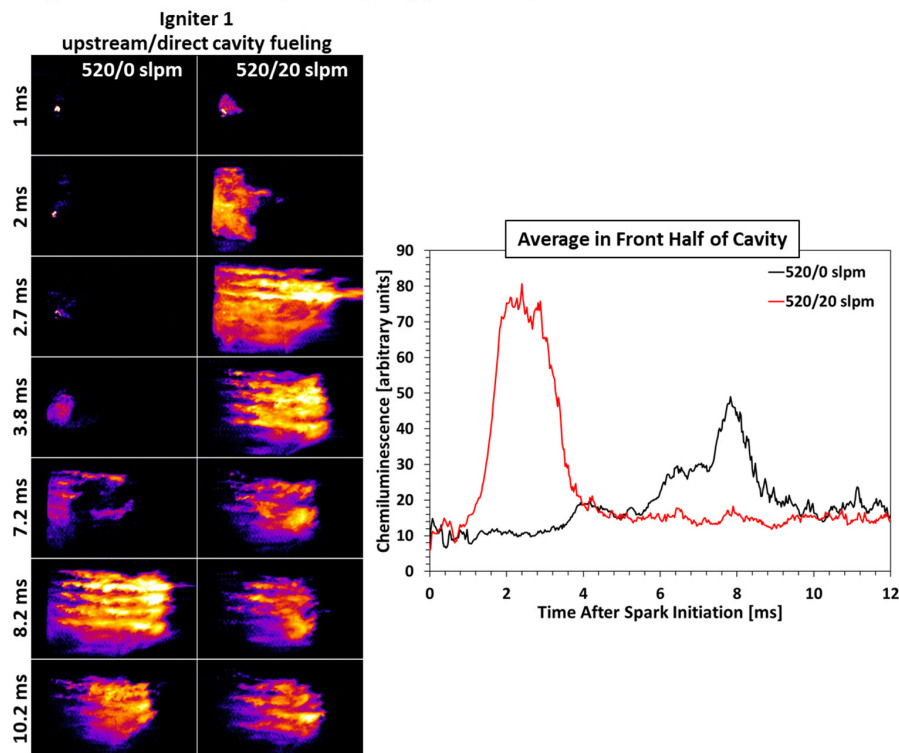 Igniter 1
upstream/direct cavity fueling
520/0 slpm
520/20 slpm
1 ms
2 ms
2.7 ms
3.8 ms
7.2 ms
8.2 ms
10.2 ms
Average in Front Half of Cavity
520/0 slpm
520/20 slpm
Chemiluminescence [arbitrary units]
90
80
70
60
50
40
30
20
10
0
0 2 4 6 8 10 12
Time After Spark Initiation [ms]